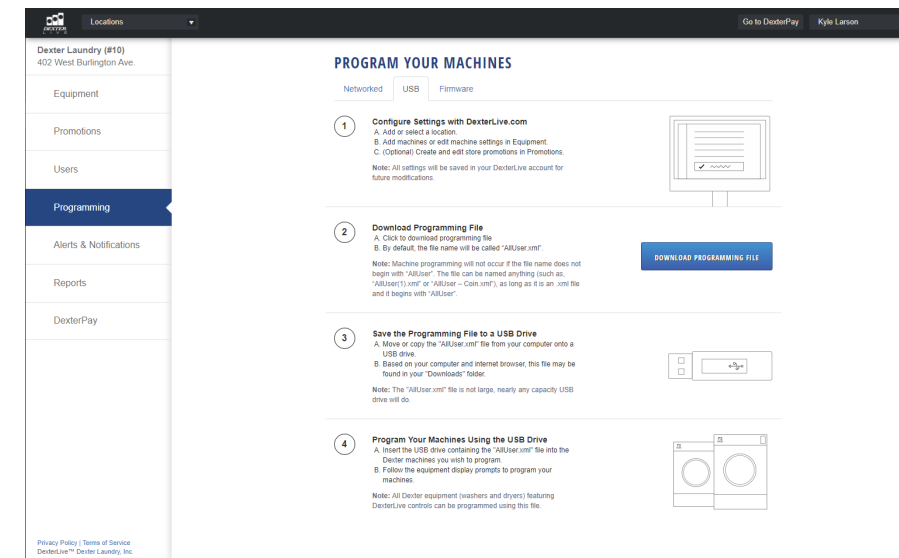 DEXTER
LIVE
Locations
Go to DexterPay
Kyle Larson
Dexter Laundry (#10)
402 West Burlington Ave.
Equipment
Promotions
Users
Programming
Alerts & Notifications
Reports
DexterPay
Privacy Policy | Terms of Service
DexterLive™ Dexter Laundry, Inc.
PROGRAM YOUR MACHINES
Networked
USB
Firmware
1
Configure Settings with DexterLive.com
A. Add or select a location.
B. Add machines or edit machine settings in Equipment.
C. (Optional) Create and edit store promotions in Promotions.
Note: All settings will be saved in your DexterLive account for
future modifications.
2
Download Programming File
A. Click to download programming file
B. By default, the file name will be called "AllUser.xml".
Note: Machine programming will not occur if the file name does not
begin with "AllUser". The file can be named anything (such as,
"AllUser(1).xml" or "AllUser – Coin.xml"), as long as it is an .xml file
and it begins with "AllUser".
DOWNLOAD PROGRAMMING FILE
3
Save the Programming File to a USB Drive
A. Move or copy the "AllUser.xml" file from your computer onto a
USB drive.
B. Based on your computer and internet browser, this file may be
found in your "Downloads" folder.
Note: The "AllUser.xml" file is not large, nearly any capacity USB
drive will do.
4
Program Your Machines Using the USB Drive
A. Insert the USB drive containing the "AllUser.xml" file into the
Dexter machines you wish to program.
B. Follow the equipment display prompts to program your
machines.
Note: All Dexter equipment (washers and dryers) featuring
DexterLive controls can be programmed using this file.